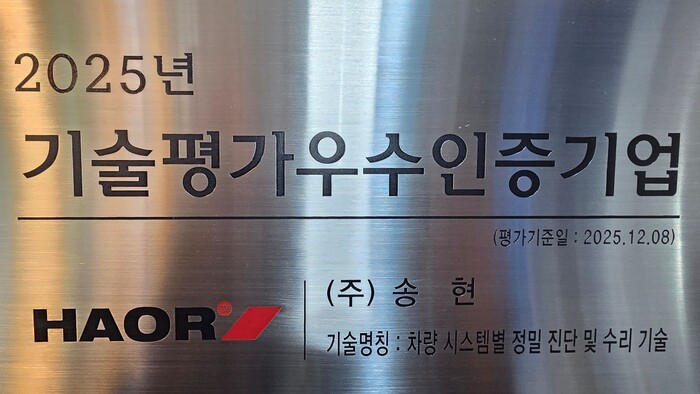 2025년
기술평가우수인증기업
(평가기준일 : 2025.12.08)
HAOR
(주) 송 현
기술명칭 : 차량 시스템별 정밀 진단 및 수리 기술